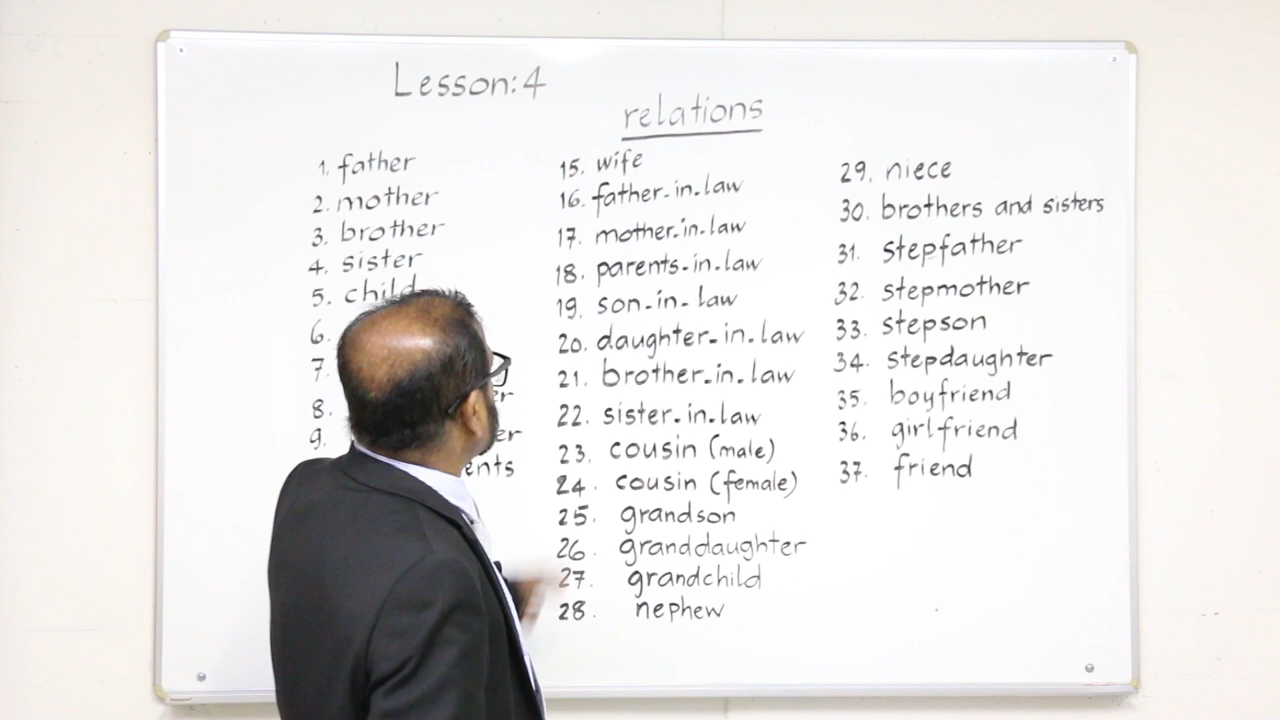 Lesson:4
relations
1. father
2. mother
3. brother
4. sister
5. child
6.
7.
8.
9.
15. wife
16. father-in-law
17. mother-in-law
18. parents-in-law
19. son-in-law
20. daughter-in-law
21. brother-in-law
22. sister-in-law
23. cousin (male)
24. cousin (female)
25. grandson
26. granddaughter
27. grandchild
28. nephew
29. niece
30. brothers and sisters
31. stepfather
32. stepmother
33. stepson
34. stepdaughter
35. boyfriend
36. girlfriend
37. friend